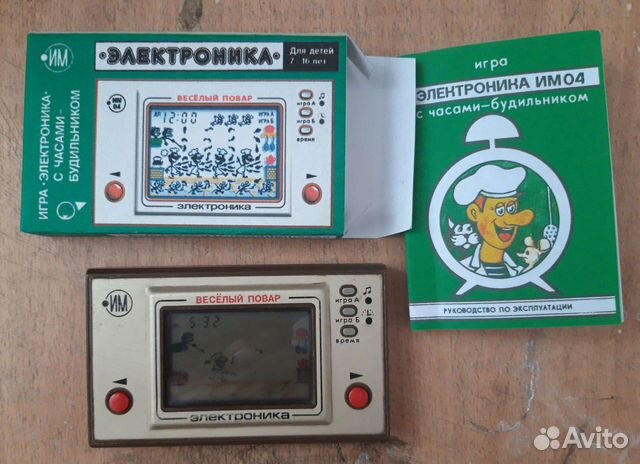 ИМ
•ЭЛЕКТРОНИКА•
Для детей
7-16 лет
ИГРА •ЭЛЕКТРОНИКА•
С ЧАСАМИ-
БУДИЛЬНИКОМ
ИМ
04
ВЕСЁЛЫЙ ПОВАР
игра А
игра Б
время
12:00
ИГРА А
ИГРА Б
электроника
игра
ЭЛЕКТРОНИКА ИМ04
с часами-будильником
РУКОВОДСТВО ПО ЭКСПЛУАТАЦИИ
ИМ
ВЕСЁЛЫЙ ПОВАР
игра А
игра Б
время
5:32
электроника
Avito